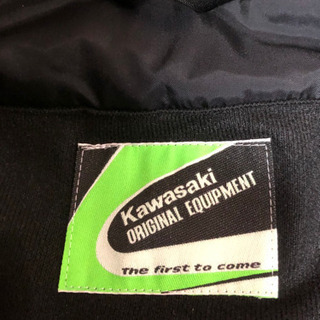 Kawasaki
ORIGINAL EQUIPMENT
The first to come